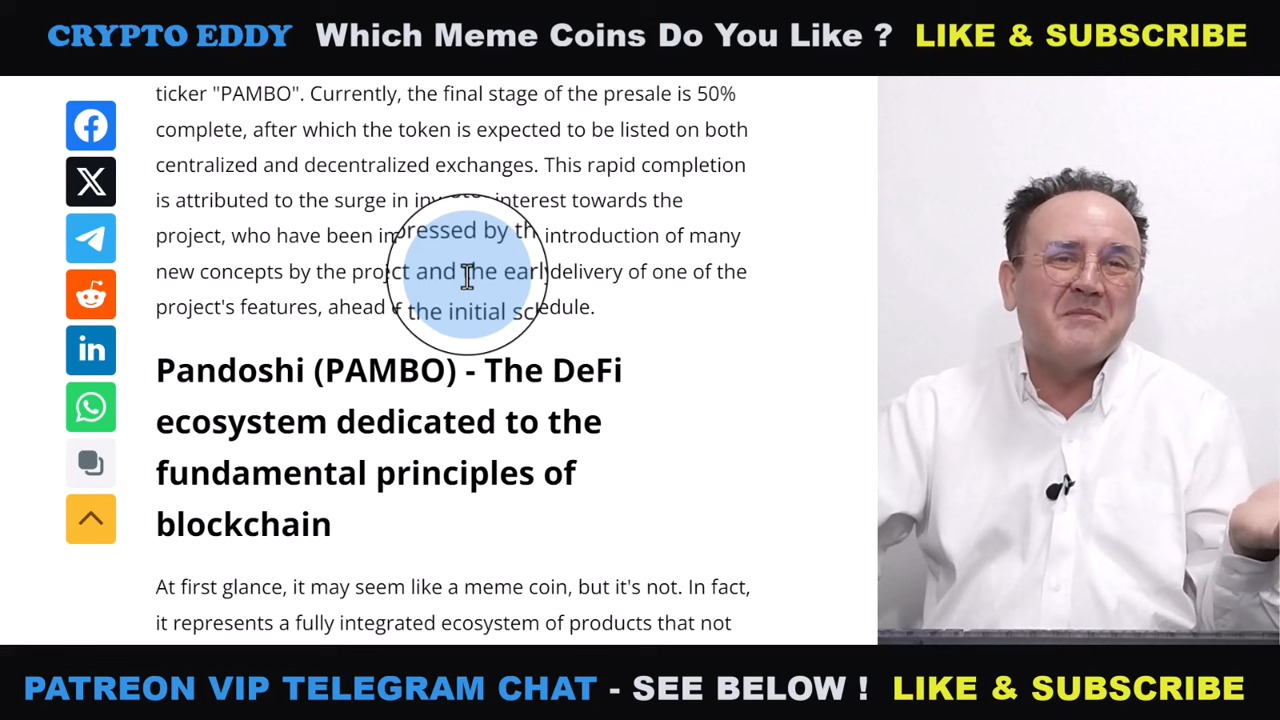 CRYPTO EDDY Which Meme Coins Do You Like ? LIKE & SUBSCRIBE
ticker "PAMBO". Currently, the final stage of the presale is 50%
complete, after which the token is expected to be listed on both
centralized and decentralized exchanges. This rapid completion
is attributed to the surge in interest towards the
project, who have been impressed by th introduction of many
new concepts by the project and the earl delivery of one of the
project's features, ahead f the initial schedule.
Pandoshi (PAMBO) - The DeFi
ecosystem dedicated to the
fundamental principles of
blockchain
At first glance, it may seem like a meme coin, but it's not. In fact,
it represents a fully integrated ecosystem of products that not
PATREON VIP TELEGRAM CHAT - SEE BELOW ! LIKE & SUBSCRIBE